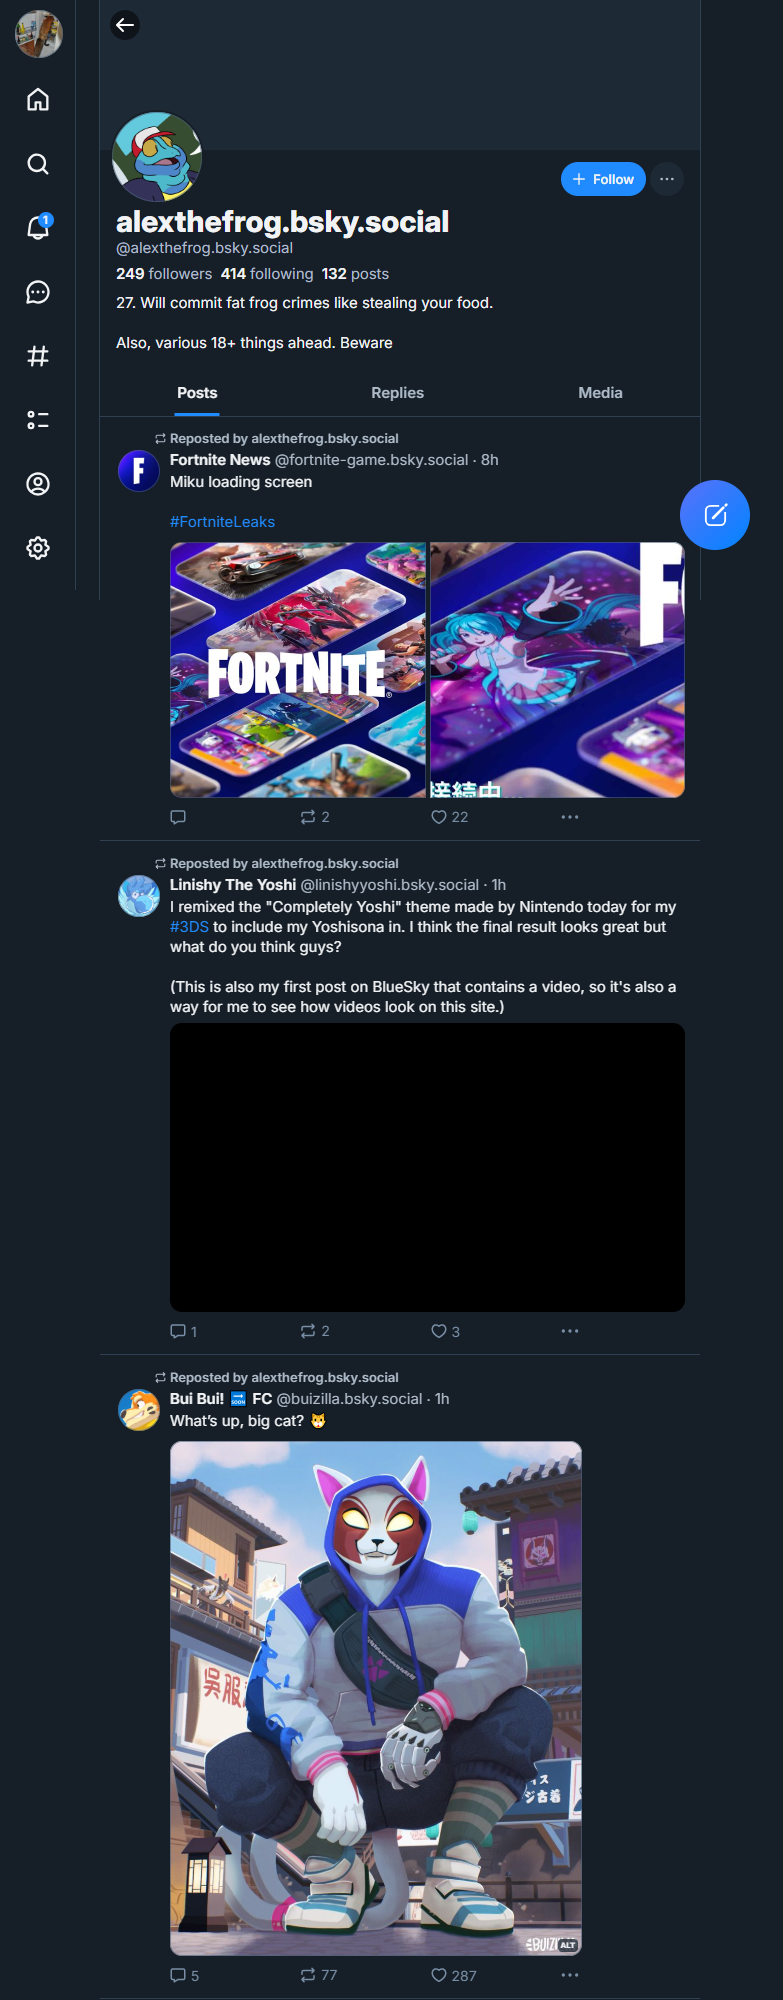 alexthefrog.bsky.social
@alexthefrog.bsky.social
+ Follow
249 followers 414 following 132 posts
27. Will commit fat frog crimes like stealing your food.
Also, various 18+ things ahead. Beware
Posts Replies Media
1
Reposted by alexthefrog.bsky.social
F
Fortnite News @fortnite-game.bsky.social · 8h
Miku loading screen
#FortniteLeaks
FORTNITE
F
接続中...
2 22
Reposted by alexthefrog.bsky.social
Linishy The Yoshi @linishyyoshi.bsky.social · 1h
I remixed the "Completely Yoshi" theme made by Nintendo today for my
#3DS to include my Yoshisona in. I think the final result looks great but
what do you think guys?
(This is also my first post on BlueSky that contains a video, so it's also a
way for me to see how videos look on this site.)
1 2 3
Reposted by alexthefrog.bsky.social
Bui Bui! 🔜 FC @buizilla.bsky.social · 1h
What's up, big cat? 🐯
呉服
ジ古着
ALT
5 77 287